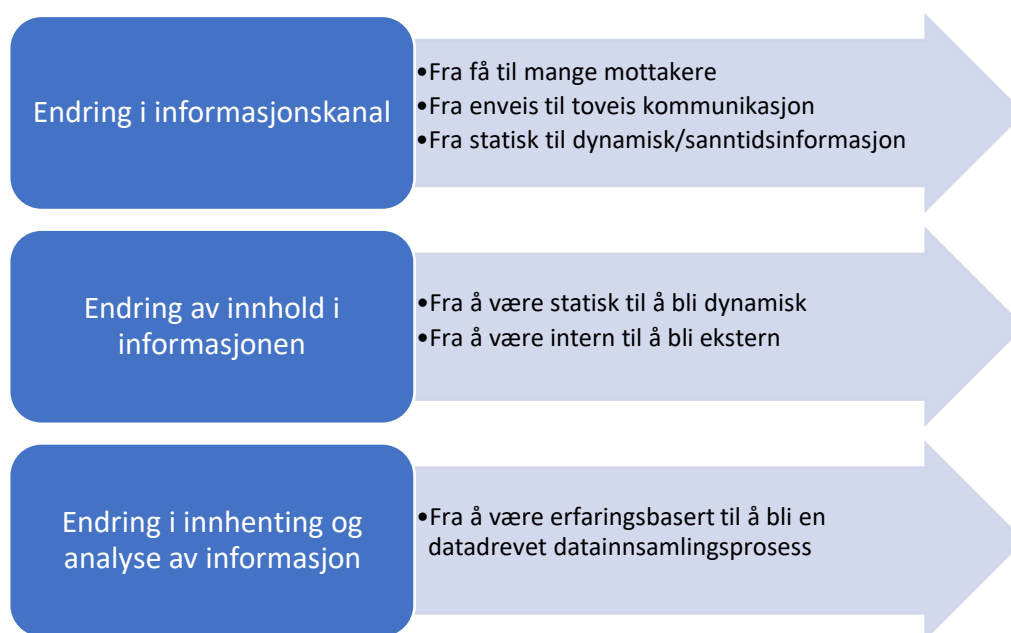 Endring i informasjonskanal
•Fra få til mange mottakere
•Fra enveis til toveis kommunikasjon
•Fra statisk til dynamisk/sanntidsinformasjon
Endring av innhold i
informasjonen
•Fra å være statisk til å bli dynamisk
•Fra å være intern til å bli ekstern
Endring i innhenting og
analyse av informasjon
•Fra å være erfaringsbasert til å bli en
datadrevet datainnsamlingsprosess